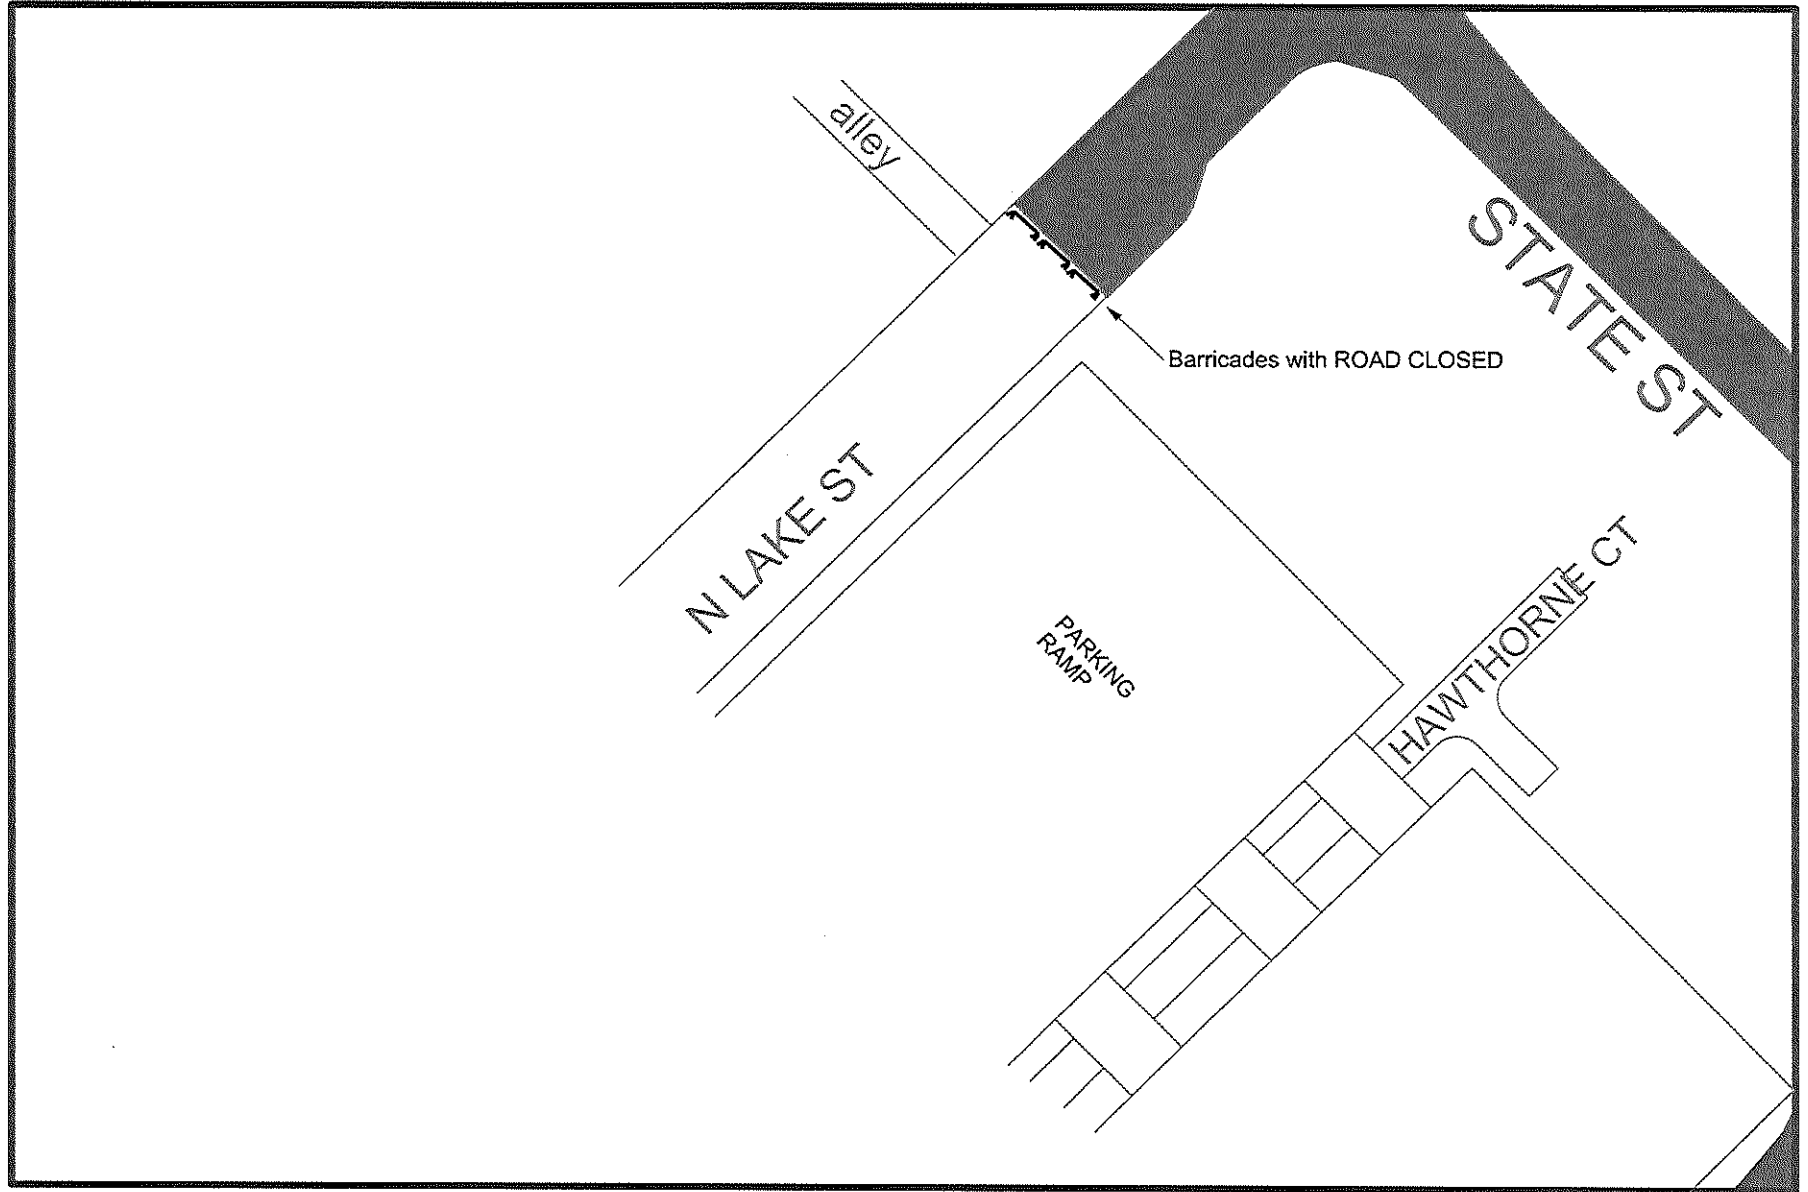 alley
STATE ST
Barricades with ROAD CLOSED
N LAKE ST
HAWTHORNE CT
PARKING
RAMP